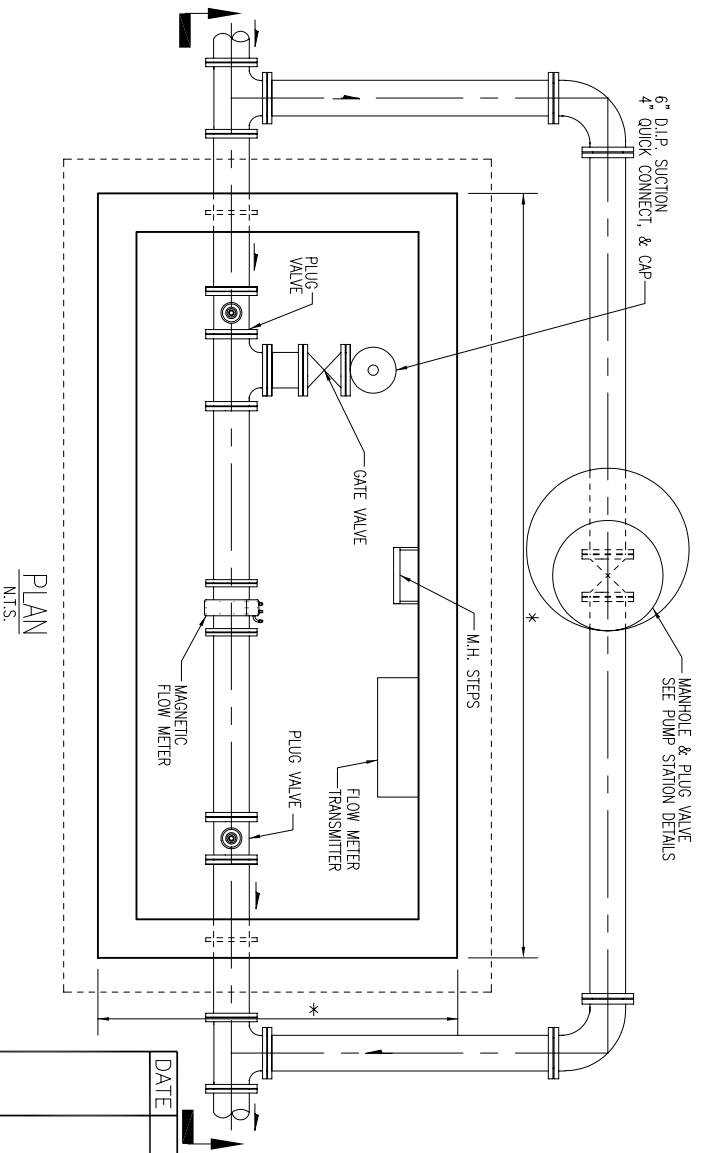 6" D.I.P. SUCTION
4" QUICK CONNECT, & CAP
MANHOLE & PLUG VALVE
SEE PUMP STATION DETAILS
*
PLUG
VALVE
GATE VALVE
M.H. STEPS
FLOW METER
TRANSMITTER
MAGNETIC
FLOW METER
PLUG VALVE
*
PLAN
N.T.S.
DATE